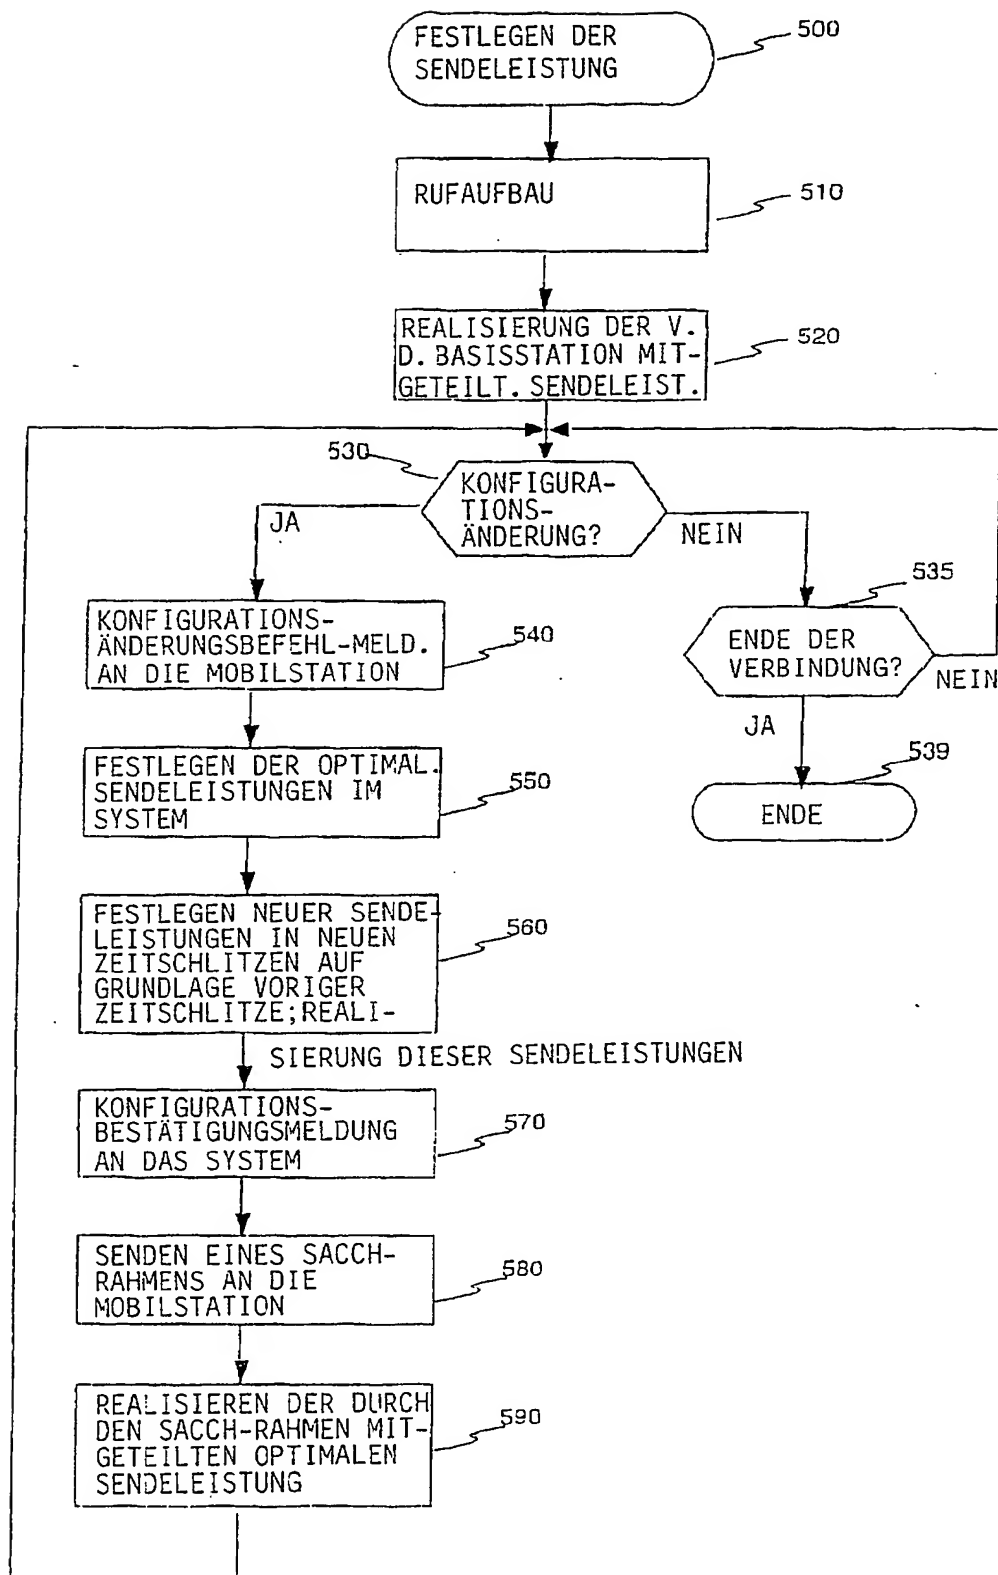 FESTLEGEN DER
SENDELEISTUNG
500
RUFAUFBAU
510
REALISIERUNG DER V.
D. BASISSTATION MIT-
GETEILT. SENDELEIST.
520
530
KONFIGURA-
TIONS-
ÄNDERUNG?
JA
NEIN
535
ENDE DER
VERBINDUNG?
NEIN
JA
539
ENDE
KONFIGURATIONS-
ÄNDERUNGSBEFEHL-MELD.
AN DIE MOBILSTATION
540
FESTLEGEN DER OPTIMAL.
SENDELEISTUNGEN IM
SYSTEM
550
FESTLEGEN NEUER SENDE-
LEISTUNGEN IN NEUEN
ZEITSCHLITZEN AUF
GRUNDLAGE VORIGER
ZEITSCHLITZE;REALI-
560
SIERUNG DIESER SENDELEISTUNGEN
KONFIGURATIONS-
BESTÄTIGUNGSMELDUNG
AN DAS SYSTEM
570
SENDEN EINES SACCH-
RAHMENS AN DIE
MOBILSTATION
580
REALISIEREN DER DURCH
DEN SACCH-RAHMEN MIT-
GETEILTEN OPTIMALEN
SENDELEISTUNG
590